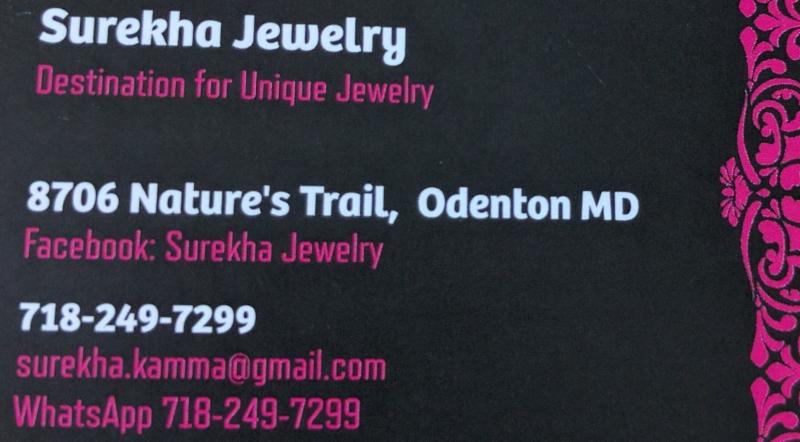 Surekha Jewelry
Destination for Unique Jewelry
8706 Nature's Trail, Odenton MD
Facebook: Surekha Jewelry
718-249-7299
surekha.kamma@gmail.com
WhatsApp 718-249-7299